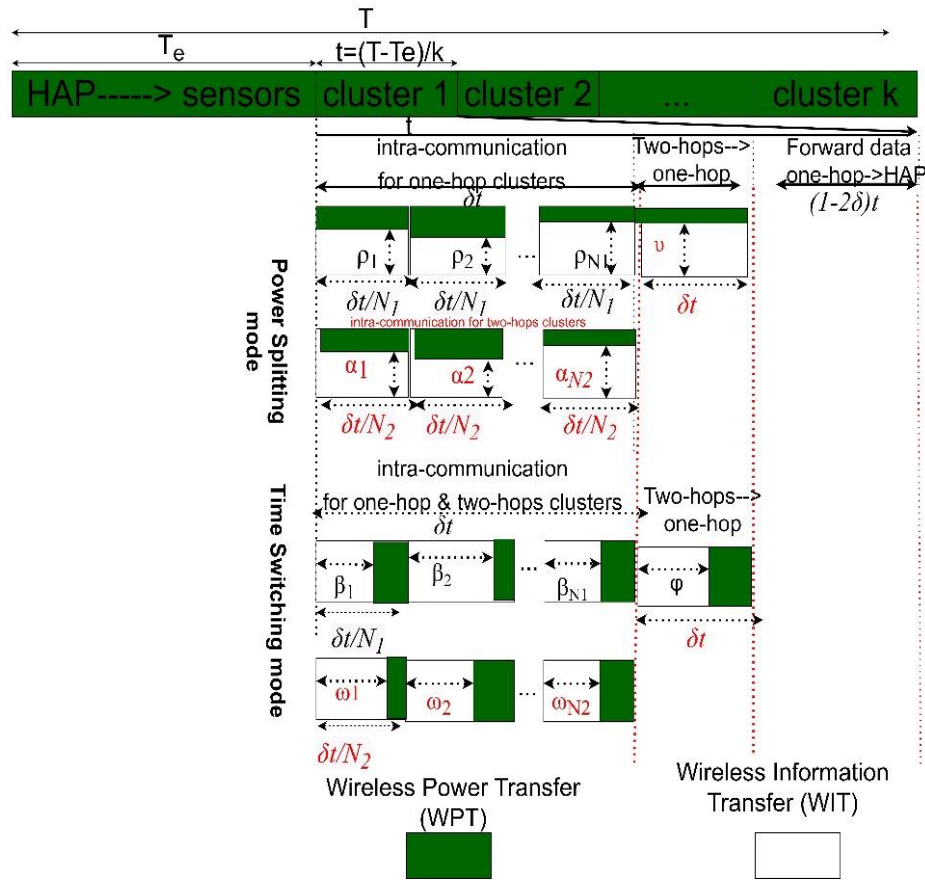 T
Te
t=(T-Te)/k
HAP-----> sensors
cluster 1
cluster 2
...
cluster k
t
intra-communication
for one-hop clusters
δt
Two-hops-->
one-hop
Forward data
one-hop->HAP
(1-2δ)t
Power Splitting
mode
ρ1
ρ2
...
ρN1
υ
δt/N1
δt/N1
δt/N1
δt
intra-communication for two-hops clusters
α1
α2
...
αN2
δt/N2
δt/N2
δt/N2
Time Switching mode
intra-communication
for one-hop & two-hops clusters
δt
Two-hops-->
one-hop
β1
β2
...
βN1
φ
δt/N1
δt
ω1
ω2
...
ωN2
δt/N2
Wireless Power Transfer
(WPT)
Wireless Information
Transfer (WIT)